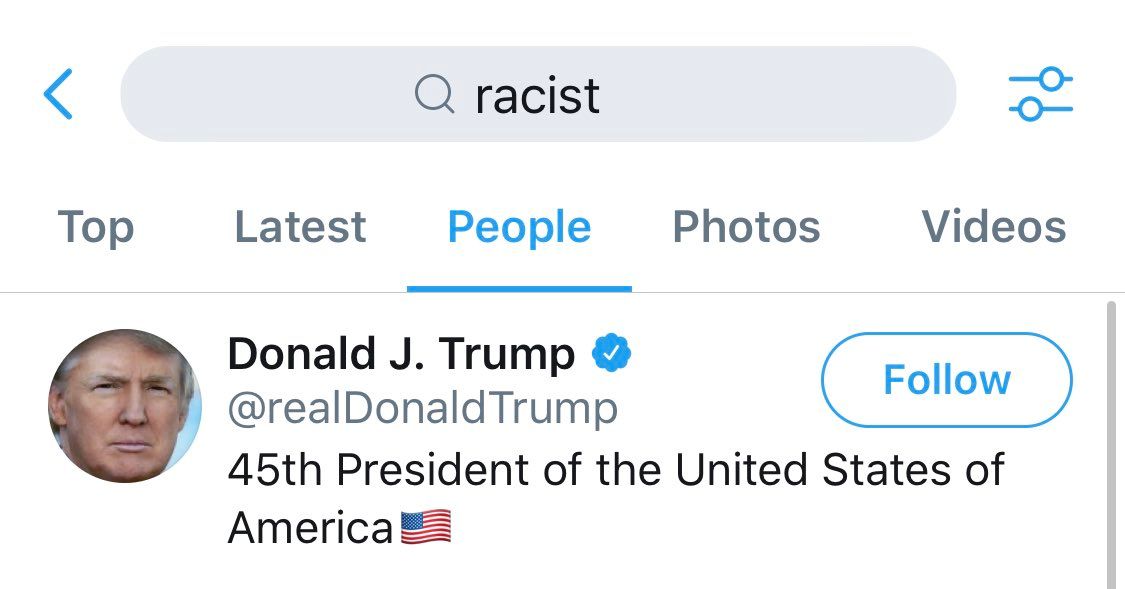 racist
Top Latest People Photos Videos
Donald J. Trump
@realDonaldTrump
Follow
45th President of the United States of
America🇺🇸